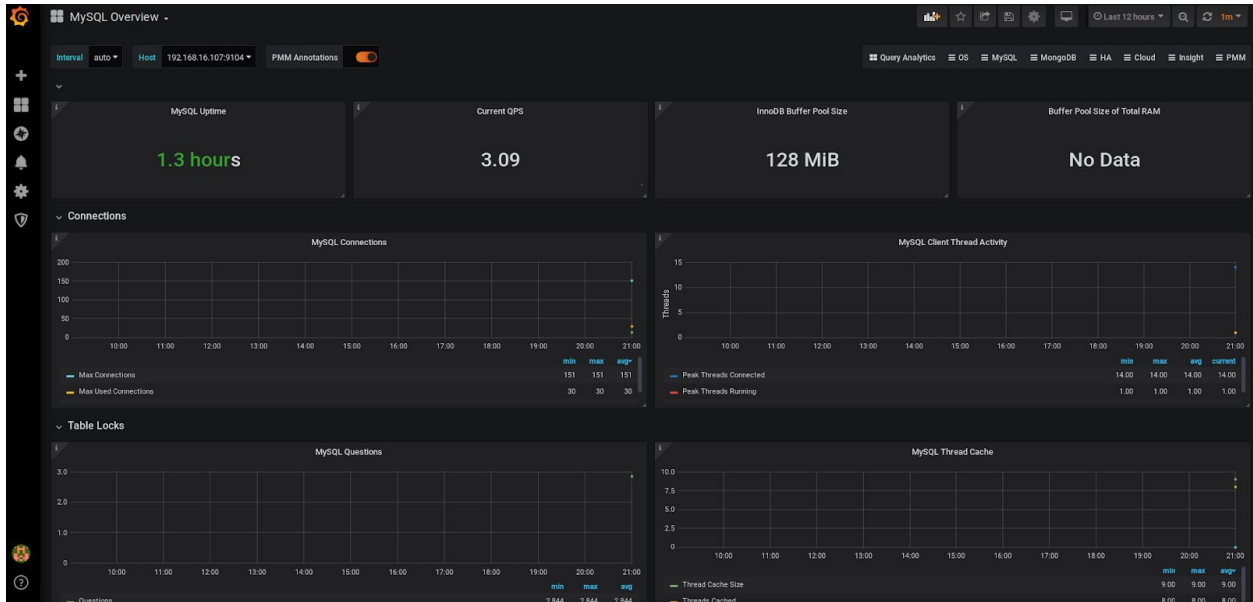 MySQL Overview
Last 12 hours 1m
Interval auto Host 192.168.16.107:9104 PMM Annotations
Query Analytics OS MySQL MongoDB HA Cloud Insight PMM
MySQL Uptime
1.3 hours
Current QPS
3.09
InnoDB Buffer Pool Size
128 MiB
Buffer Pool Size of Total RAM
No Data
Connections
MySQL Connections
200
150
100
50
0
10:00 11:00 12:00 13:00 14:00 15:00 16:00 17:00 18:00 19:00 20:00 21:00
min max avg
Max Connections 151 151 151
Max Used Connections 30 30 30
MySQL Client Thread Activity
Threads
15
10
5
0
10:00 11:00 12:00 13:00 14:00 15:00 16:00 17:00 18:00 19:00 20:00 21:00
min max avg current
Peak Threads Connected 14.00 14.00 14.00 14.00
Peak Threads Running 1.00 1.00 1.00 1.00
Table Locks
MySQL Questions
3.0
2.0
1.0
0
10:00 11:00 12:00 13:00 14:00 15:00 16:00 17:00 18:00 19:00 20:00 21:00
min max avg
Questions 2.844 2.844 2.844
MySQL Thread Cache
10.0
7.5
5.0
2.5
0
10:00 11:00 12:00 13:00 14:00 15:00 16:00 17:00 18:00 19:00 20:00 21:00
min max avg
Thread Cache Size 9.00 9.00 9.00
Threads Cached 8.00 8.00 8.00